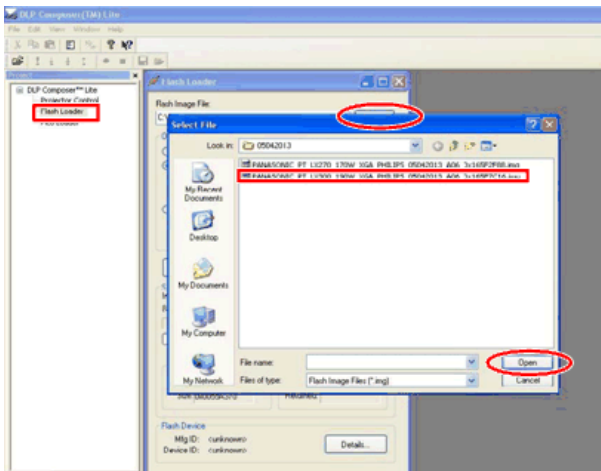 DLP Composer(TM) Lite
File Edit View Window Help
Project
DLP Composer™ Lite
Projector Control
Flash Loader
Flash Loader
Flash Image File:
C:\
Select File
Look in: 05042013
PANASONIC PT LX270 170W XGA PHILIPS 05042013 A06
PANASONIC PT LX300 190W XGA PHILIPS 05042013 A06
My Recent
Documents
Desktop
My Documents
My Computer
My Network
File name:
Open
Files of type: Flash Image Files (*.img)
Cancel
Flash Device
Mfg ID: <unknown>
Device ID: <unknown>
Details...